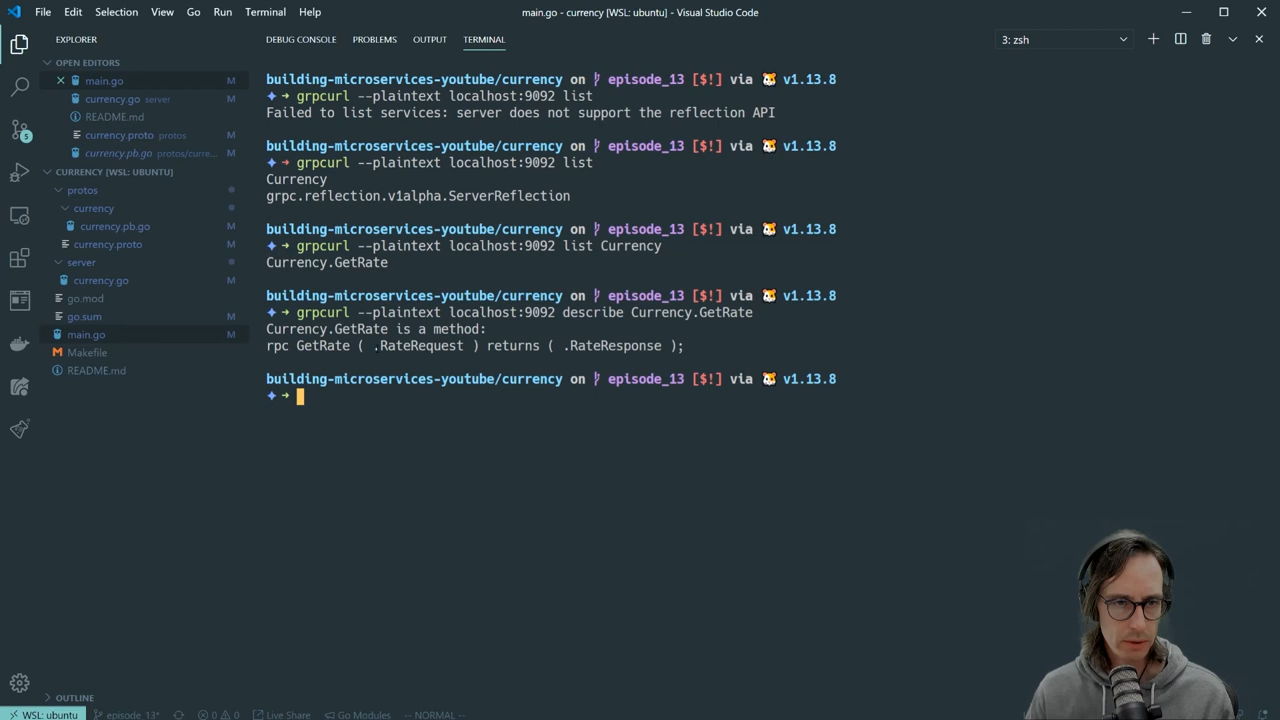 File Edit Selection View Go Run Terminal Help
main.go - currency [WSL: ubuntu] - Visual Studio Code
EXPLORER
OPEN EDITORS
main.go M
currency.go server M
README.md
currency.proto protos M
currency.pb.go protos/curre... M
CURRENCY [WSL: UBUNTU]
protos
currency
currency.pb.go M
currency.proto M
server
currency.go M
go.mod
go.sum M
main.go M
Makefile
README.md
OUTLINE
5
DEBUG CONSOLE PROBLEMS OUTPUT TERMINAL
3: zsh
building-microservices-youtube/currency on episode_13 [$!] via 🐹 v1.13.8
✦ ➜ grpcurl --plaintext localhost:9092 list
Failed to list services: server does not support the reflection API
building-microservices-youtube/currency on episode_13 [$!] via 🐹 v1.13.8
✦ ➜ grpcurl --plaintext localhost:9092 list
Currency
grpc.reflection.v1alpha.ServerReflection
building-microservices-youtube/currency on episode_13 [$!] via 🐹 v1.13.8
✦ ➜ grpcurl --plaintext localhost:9092 list Currency
Currency.GetRate
building-microservices-youtube/currency on episode_13 [$!] via 🐹 v1.13.8
✦ ➜ grpcurl --plaintext localhost:9092 describe Currency.GetRate
Currency.GetRate is a method:
rpc GetRate ( .RateRequest ) returns ( .RateResponse );
building-microservices-youtube/currency on episode_13 [$!] via 🐹 v1.13.8
✦ ➜
WSL: ubuntu episode_13* 0 0 Live Share Go Modules -- NORMAL --